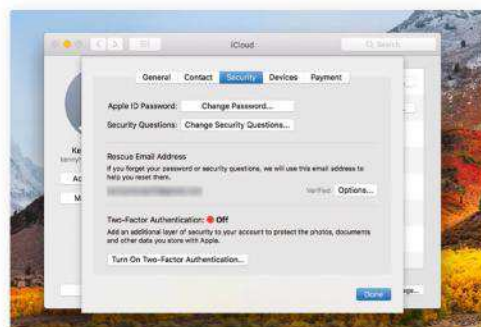 iCloud
Search
General Contact Security Devices Payment
Apple ID Password: Change Password...
Security Questions: Change Security Questions...
Rescue Email Address
If you forget your password or security questions, we will use this email address to
help you reset them.
Verified Options...
Two-Factor Authentication: Off
Add an additional layer of security to your account to protect the photos, documents
and other data you store with Apple.
Turn On Two-Factor Authentication...
Done